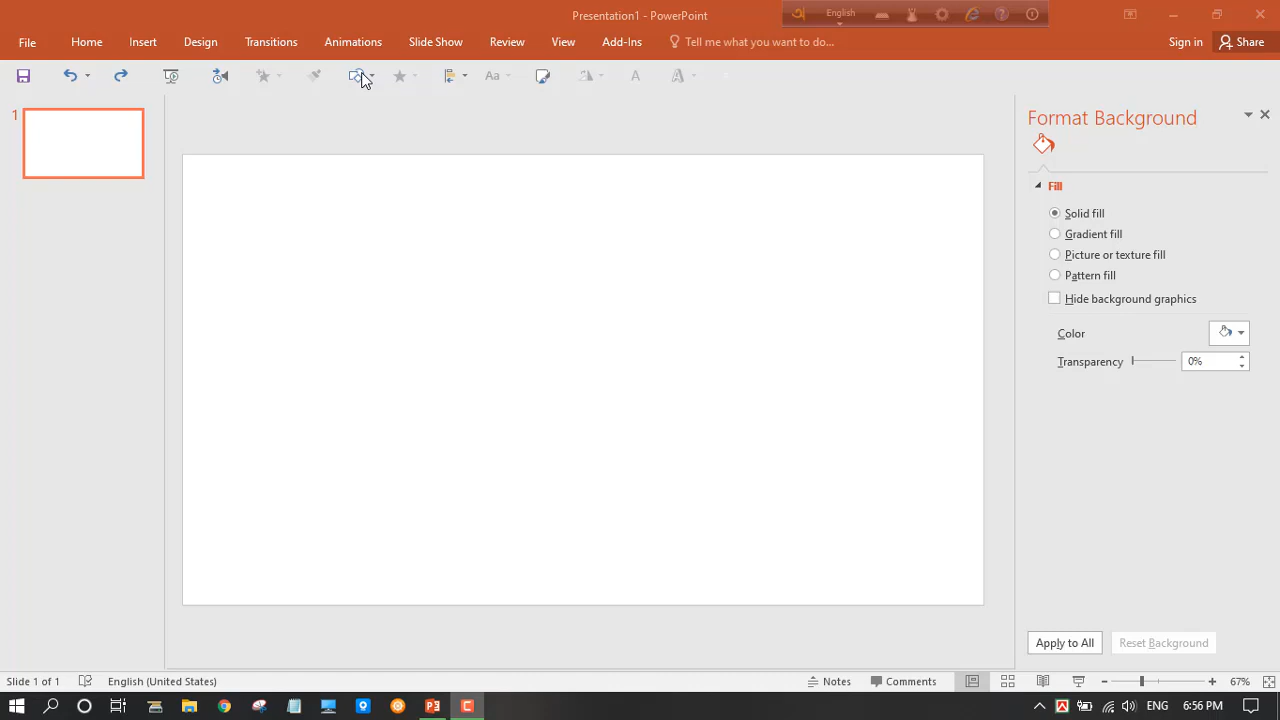 Presentation1 - PowerPoint
English
File
Home
Insert
Design
Transitions
Animations
Slide Show
Review
View
Add-Ins
Tell me what you want to do...
Sign in
Share
Aa
A
A
1
Format Background
Fill
Solid fill
Gradient fill
Picture or texture fill
Pattern fill
Hide background graphics
Color
Transparency
0%
Apply to All
Reset Background
Slide 1 of 1
English (United States)
Notes
Comments
67%
ENG
6:56 PM